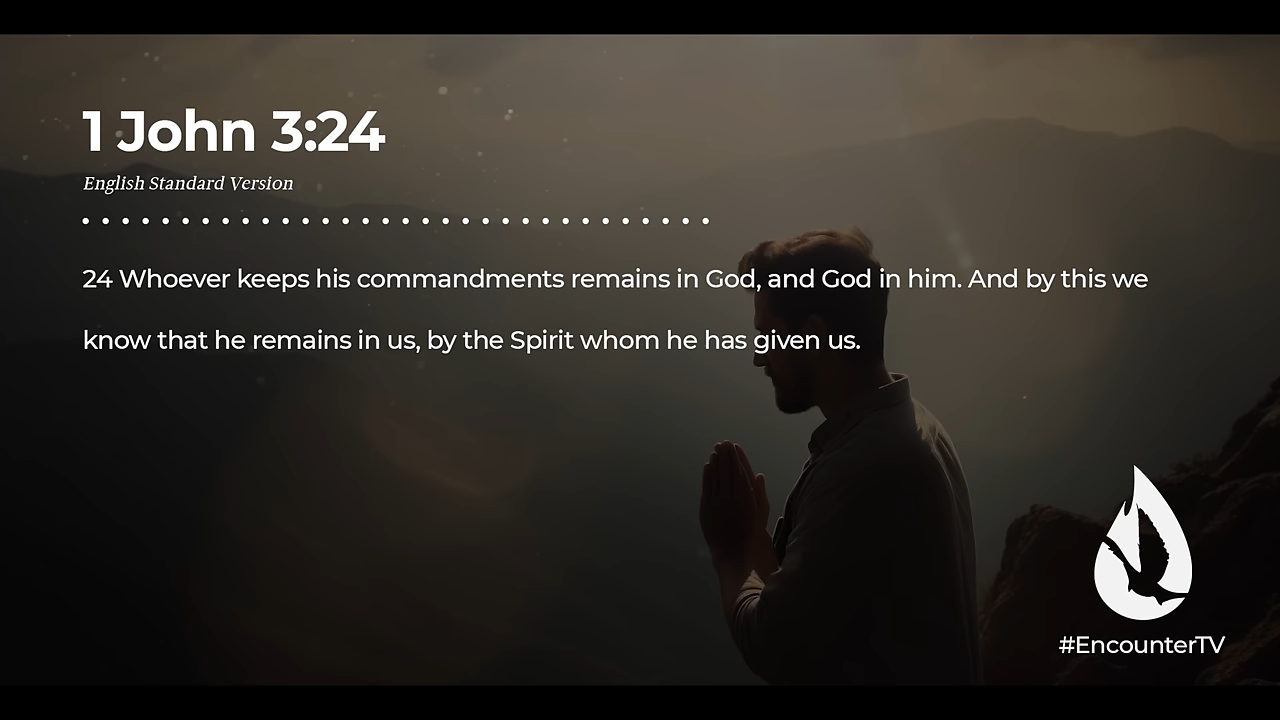 1 John 3:24
English Standard Version
24 Whoever keeps his commandments remains in God, and God in him. And by this we
know that he remains in us, by the Spirit whom he has given us.
#EncounterTV